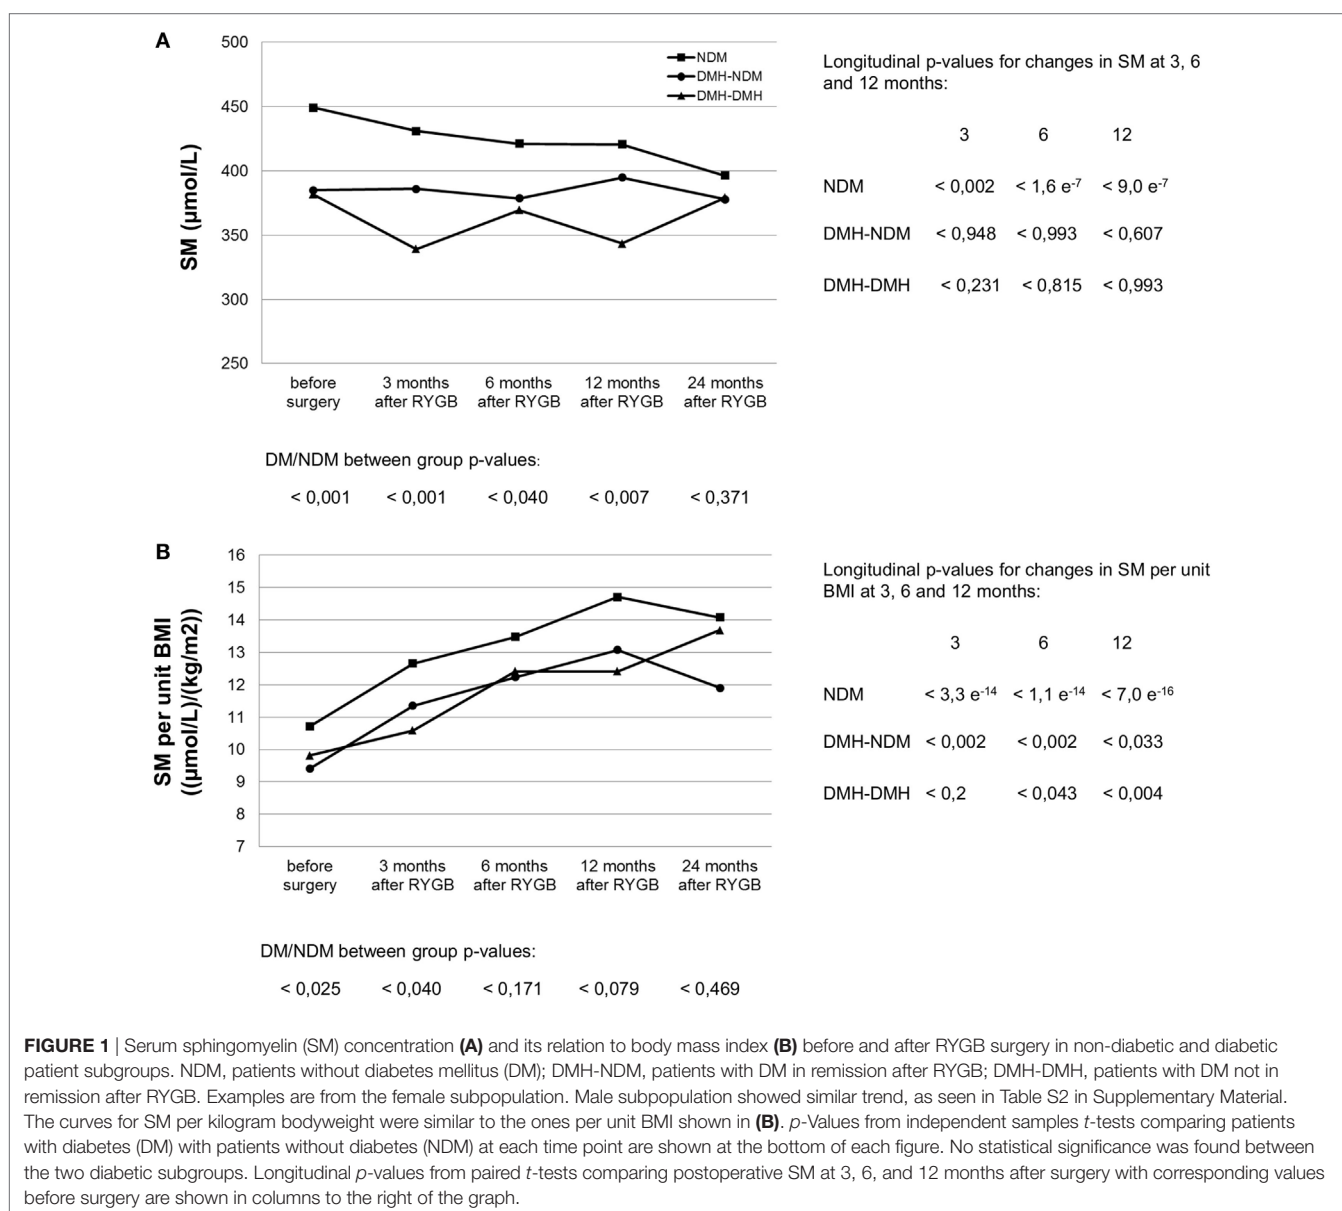 A
500
450
400
350
300
250
SM (µmol/L)
NDM
DMH-NDM
DMH-DMH
before surgery
3 months after RYGB
6 months after RYGB
12 months after RYGB
24 months after RYGB
DM/NDM between group p-values:
< 0,001 < 0,001 < 0,040 < 0,007 < 0,371
Longitudinal p-values for changes in SM at 3, 6
and 12 months:
3 6 12
NDM < 0,002 < 1,6 e-7 < 9,0 e-7
DMH-NDM < 0,948 < 0,993 < 0,607
DMH-DMH < 0,231 < 0,815 < 0,993
B
16
15
14
13
12
11
10
9
8
7
SM per unit BMI
((µmol/L)/(kg/m2))
before surgery
3 months after RYGB
6 months after RYGB
12 months after RYGB
24 months after RYGB
DM/NDM between group p-values:
< 0,025 < 0,040 < 0,171 < 0,079 < 0,469
Longitudinal p-values for changes in SM per unit
BMI at 3, 6 and 12 months:
3 6 12
NDM < 3,3 e-14 < 1,1 e-14 < 7,0 e-16
DMH-NDM < 0,002 < 0,002 < 0,033
DMH-DMH < 0,2 < 0,043 < 0,004
FIGURE 1 | Serum sphingomyelin (SM) concentration (A) and its relation to body mass index (B) before and after RYGB surgery in non-diabetic and diabetic
patient subgroups. NDM, patients without diabetes mellitus (DM); DMH-NDM, patients with DM in remission after RYGB; DMH-DMH, patients with DM not in
remission after RYGB. Examples are from the female subpopulation. Male subpopulation showed similar trend, as seen in Table S2 in Supplementary Material.
The curves for SM per kilogram bodyweight were similar to the ones per unit BMI shown in (B). p-Values from independent samples t-tests comparing patients
with diabetes (DM) with patients without diabetes (NDM) at each time point are shown at the bottom of each figure. No statistical significance was found between
the two diabetic subgroups. Longitudinal p-values from paired t-tests comparing postoperative SM at 3, 6, and 12 months after surgery with corresponding values
before surgery are shown in columns to the right of the graph.